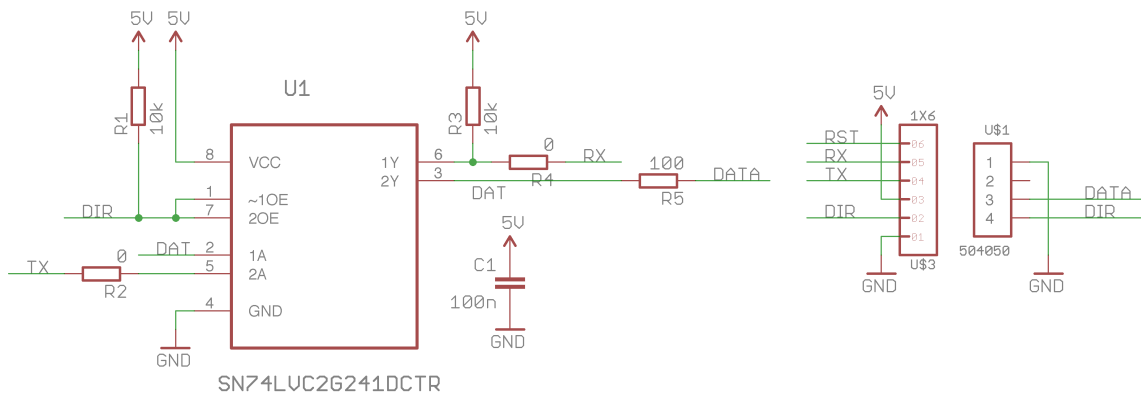 5V 5V 5V
U1
R1 10k
R3 10k
8 VCC
1 ~1OE
7 2OE
2 1A
5 2A
4 GND
1Y 6
2Y 3
DIR
DAT
TX
0
R2
GND
0
R4
RX
DAT
100
R5
DATA
5V
C1
100n
GND
SN74LVC2G241DCTR
5V
1X6
RST 06
RX 05
TX 04
03
DIR 02
01
U$3
GND
U$1
1
2
3 DATA
4 DIR
504050
GND